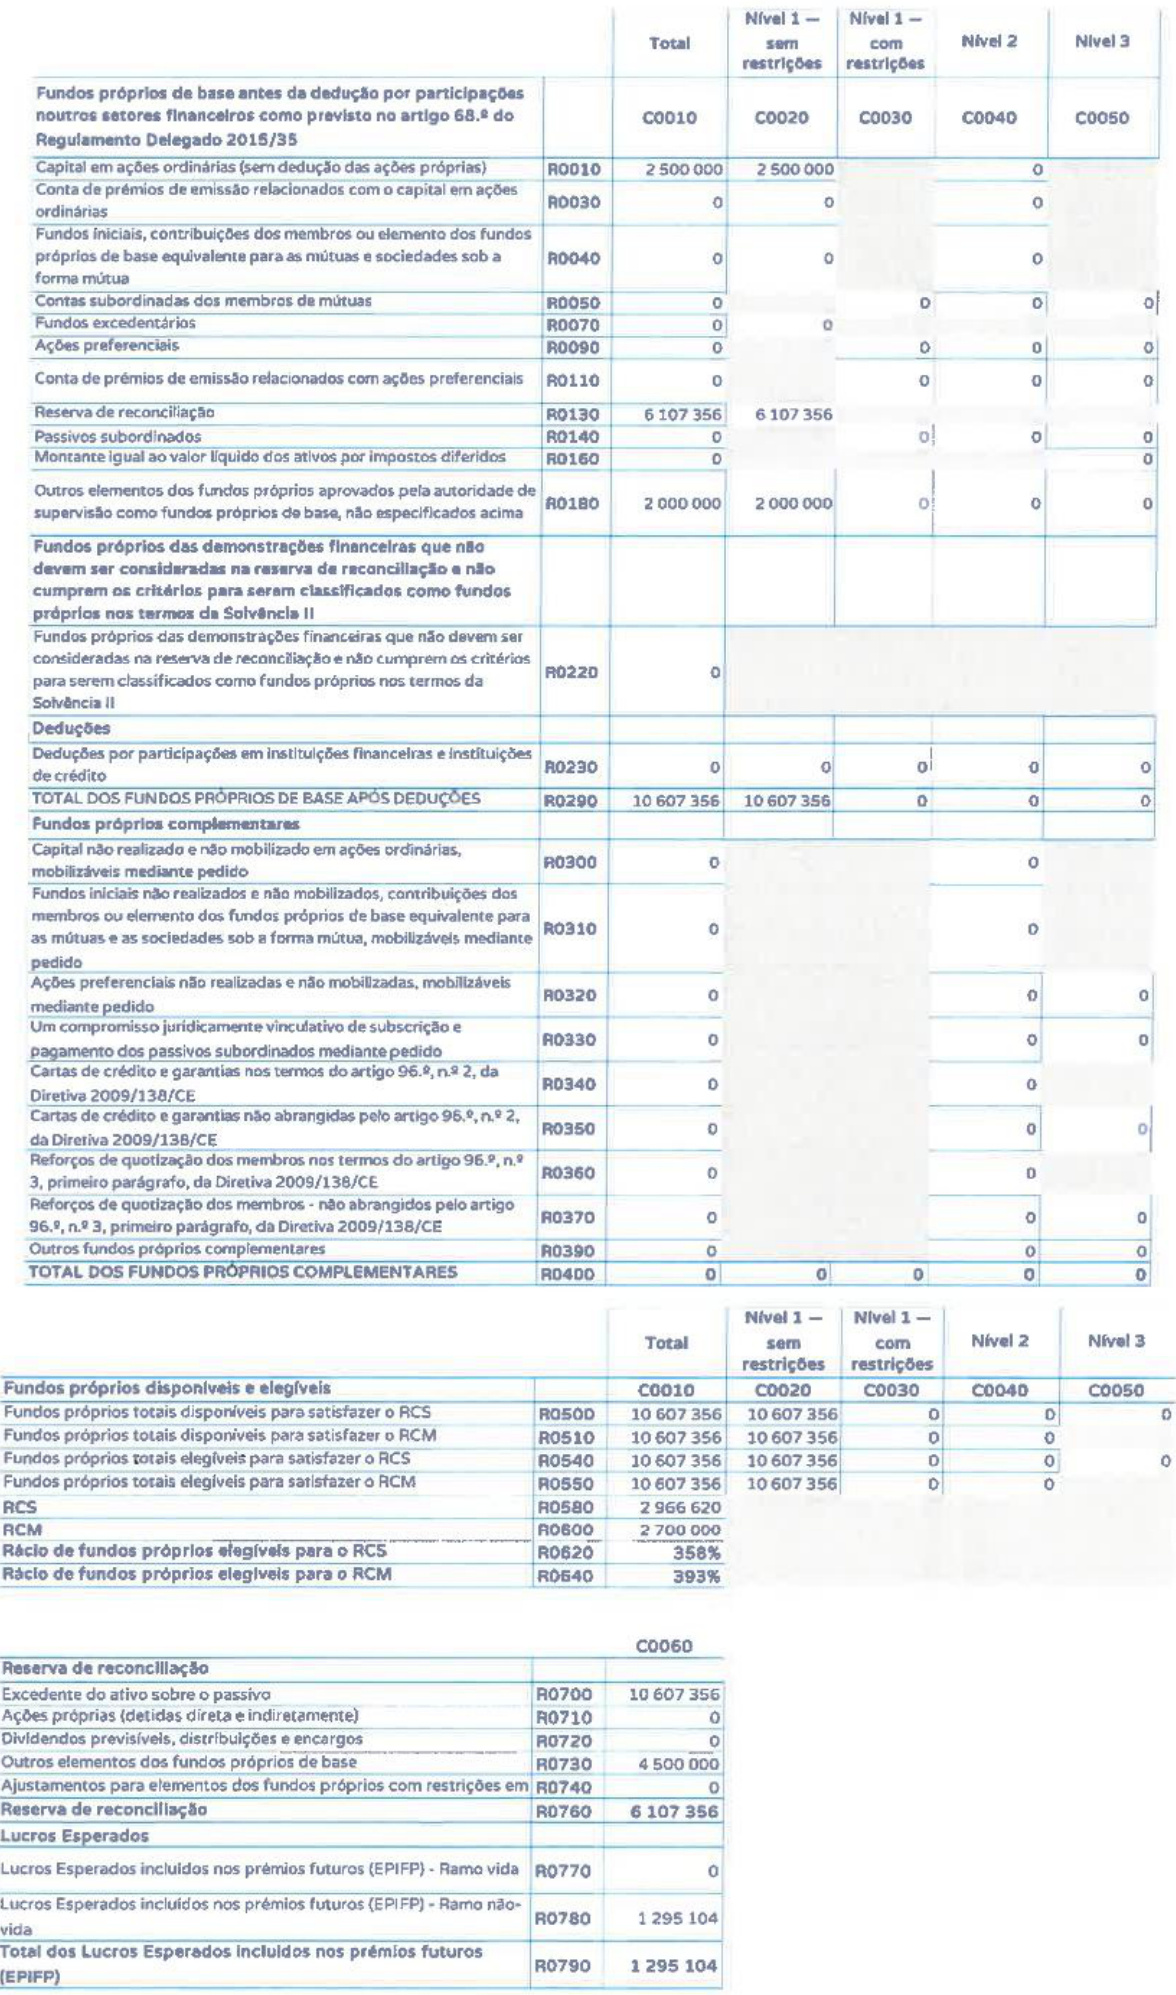 Total Nível 1 — sem restrições Nível 1 — com restrições Nível 2 Nível 3
Fundos próprios de base antes da dedução por participações
noutros setores financeiros como previsto no artigo 68.º do C0010 C0020 C0030 C0040 C0050
Regulamento Delegado 2015/35
Capital em ações ordinárias (sem dedução das ações próprias) R0010 2 500 000 2 500 000 0
Conta de prémios de emissão relacionados com o capital em ações
ordinárias R0030 0 0 0
Fundos iniciais, contribuições dos membros ou elemento dos fundos
próprios de base equivalente para as mútuas e sociedades sob a R0040 0 0 0
forma mútua
Contas subordinadas dos membros de mútuas R0050 0 0 0 0
Fundos excedentários R0070 0 0
Ações preferenciais R0090 0 0 0 0
Conta de prémios de emissão relacionados com ações preferenciais R0110 0 0 0 0
Reserva de reconciliação R0130 6 107 356 6 107 356
Passivos subordinados R0140 0 0 0 0
Montante igual ao valor líquido dos ativos por impostos diferidos R0160 0 0
Outros elementos dos fundos próprios aprovados pela autoridade de
supervisão como fundos próprios de base, não especificados acima R0180 2 000 000 2 000 000 0 0 0
Fundos próprios das demonstrações financeiras que não
devem ser consideradas na reserva de reconciliação e não
cumprem os critérios para serem classificados como fundos
próprios nos termos da Solvência II
Fundos próprios das demonstrações financeiras que não devem ser
consideradas na reserva de reconciliação e não cumprem os critérios
para serem classificados como fundos próprios nos termos da R0220 0
Solvência II
Deduções
Deduções por participações em instituições financeiras e instituições
de crédito R0230 0 0 0 0 0
TOTAL DOS FUNDOS PRÓPRIOS DE BASE APÓS DEDUÇÕES R0290 10 607 356 10 607 356 0 0 0
Fundos próprios complementares
Capital não realizado e não mobilizado em ações ordinárias,
mobilizáveis mediante pedido R0300 0 0
Fundos iniciais não realizados e não mobilizados, contribuições dos
membros ou elemento dos fundos próprios de base equivalente para
as mútuas e as sociedades sob a forma mútua, mobilizáveis mediante R0310 0 0
pedido
Ações preferenciais não realizadas e não mobilizadas, mobilizáveis
mediante pedido R0320 0 0 0
Um compromisso juridicamente vinculativo de subscrição e
pagamento dos passivos subordinados mediante pedido R0330 0 0 0
Cartas de crédito e garantias nos termos do artigo 96.º, n.º 2, da
Diretiva 2009/138/CE R0340 0 0
Cartas de crédito e garantias não abrangidas pelo artigo 96.º, n.º 2,
da Diretiva 2009/138/CE R0350 0 0 0
Reforços de quotização dos membros nos termos do artigo 96.º, n.º
3, primeiro parágrafo, da Diretiva 2009/138/CE R0360 0 0
Reforços de quotização dos membros - não abrangidos pelo artigo
96.º, n.º 3, primeiro parágrafo, da Diretiva 2009/138/CE R0370 0 0 0
Outros fundos próprios complementares R0390 0 0 0
TOTAL DOS FUNDOS PRÓPRIOS COMPLEMENTARES R0400 0 0 0 0 0
Total Nível 1 — sem restrições Nível 1 — com restrições Nível 2 Nível 3
Fundos próprios disponíveis e elegíveis C0010 C0020 C0030 C0040 C0050
Fundos próprios totais disponíveis para satisfazer o RCS R0500 10 607 356 10 607 356 0 0 0
Fundos próprios totais disponíveis para satisfazer o RCM R0510 10 607 356 10 607 356 0 0
Fundos próprios totais elegíveis para satisfazer o RCS R0540 10 607 356 10 607 356 0 0 0
Fundos próprios totais elegíveis para satisfazer o RCM R0550 10 607 356 10 607 356 0 0
RCS R0580 2 966 620
RCM R0600 2 700 000
Rácio de fundos próprios elegíveis para o RCS R0620 358%
Rácio de fundos próprios elegíveis para o RCM R0640 393%
C0060
Reserva de reconciliação
Excedente do ativo sobre o passivo R0700 10 607 356
Ações próprias (detidas direta e indiretamente) R0710 0
Dividendos previsíveis, distribuições e encargos R0720 0
Outros elementos dos fundos próprios de base R0730 4 500 000
Ajustamentos para elementos dos fundos próprios com restrições em R0740 0
Reserva de reconciliação R0760 6 107 356
Lucros Esperados
Lucros Esperados incluídos nos prémios futuros (EPIFP) - Ramo vida R0770 0
Lucros Esperados incluídos nos prémios futuros (EPIFP) - Ramo não-
vida R0780 1 295 104
Total dos Lucros Esperados incluídos nos prémios futuros
(EPIFP) R0790 1 295 104